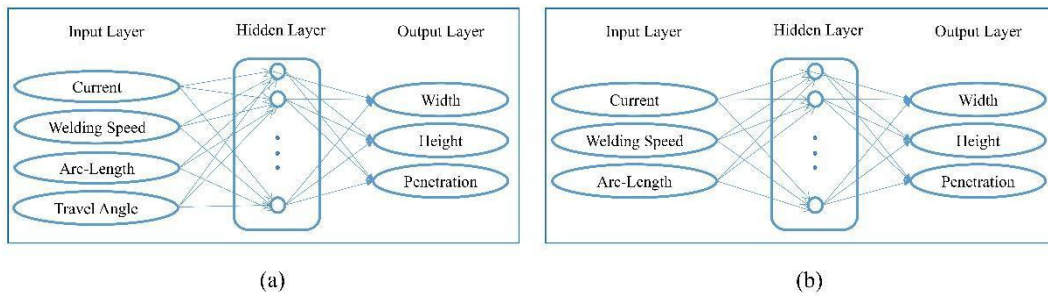 Input Layer
Hidden Layer
Output Layer
Current
Welding Speed
Arc-Length
Travel Angle
Width
Height
Penetration
(a)
Input Layer
Hidden Layer
Output Layer
Current
Welding Speed
Arc-Length
Width
Height
Penetration
(b)